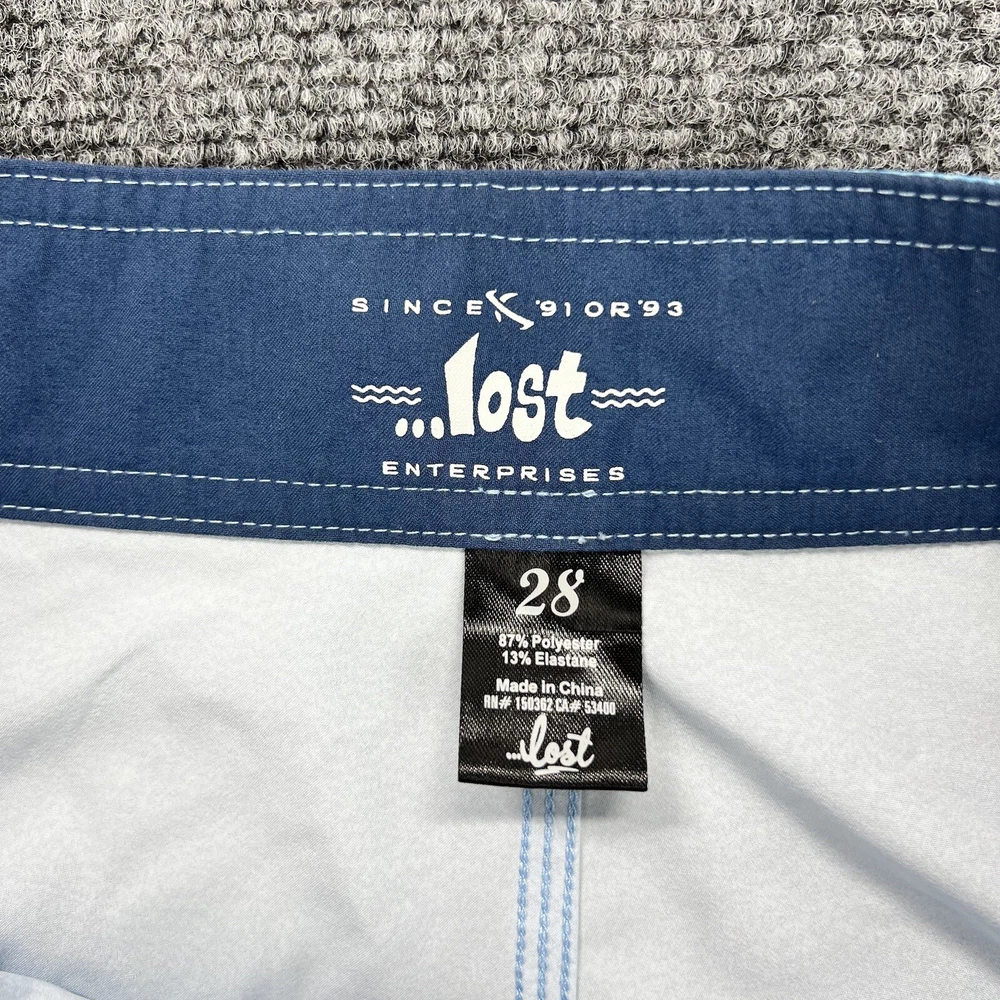 SINCE '91 OR '93
...lost
ENTERPRISES
28
87% Polyester
13% Elastane
Made in China
RN# 150362 CA# 53400
...lost